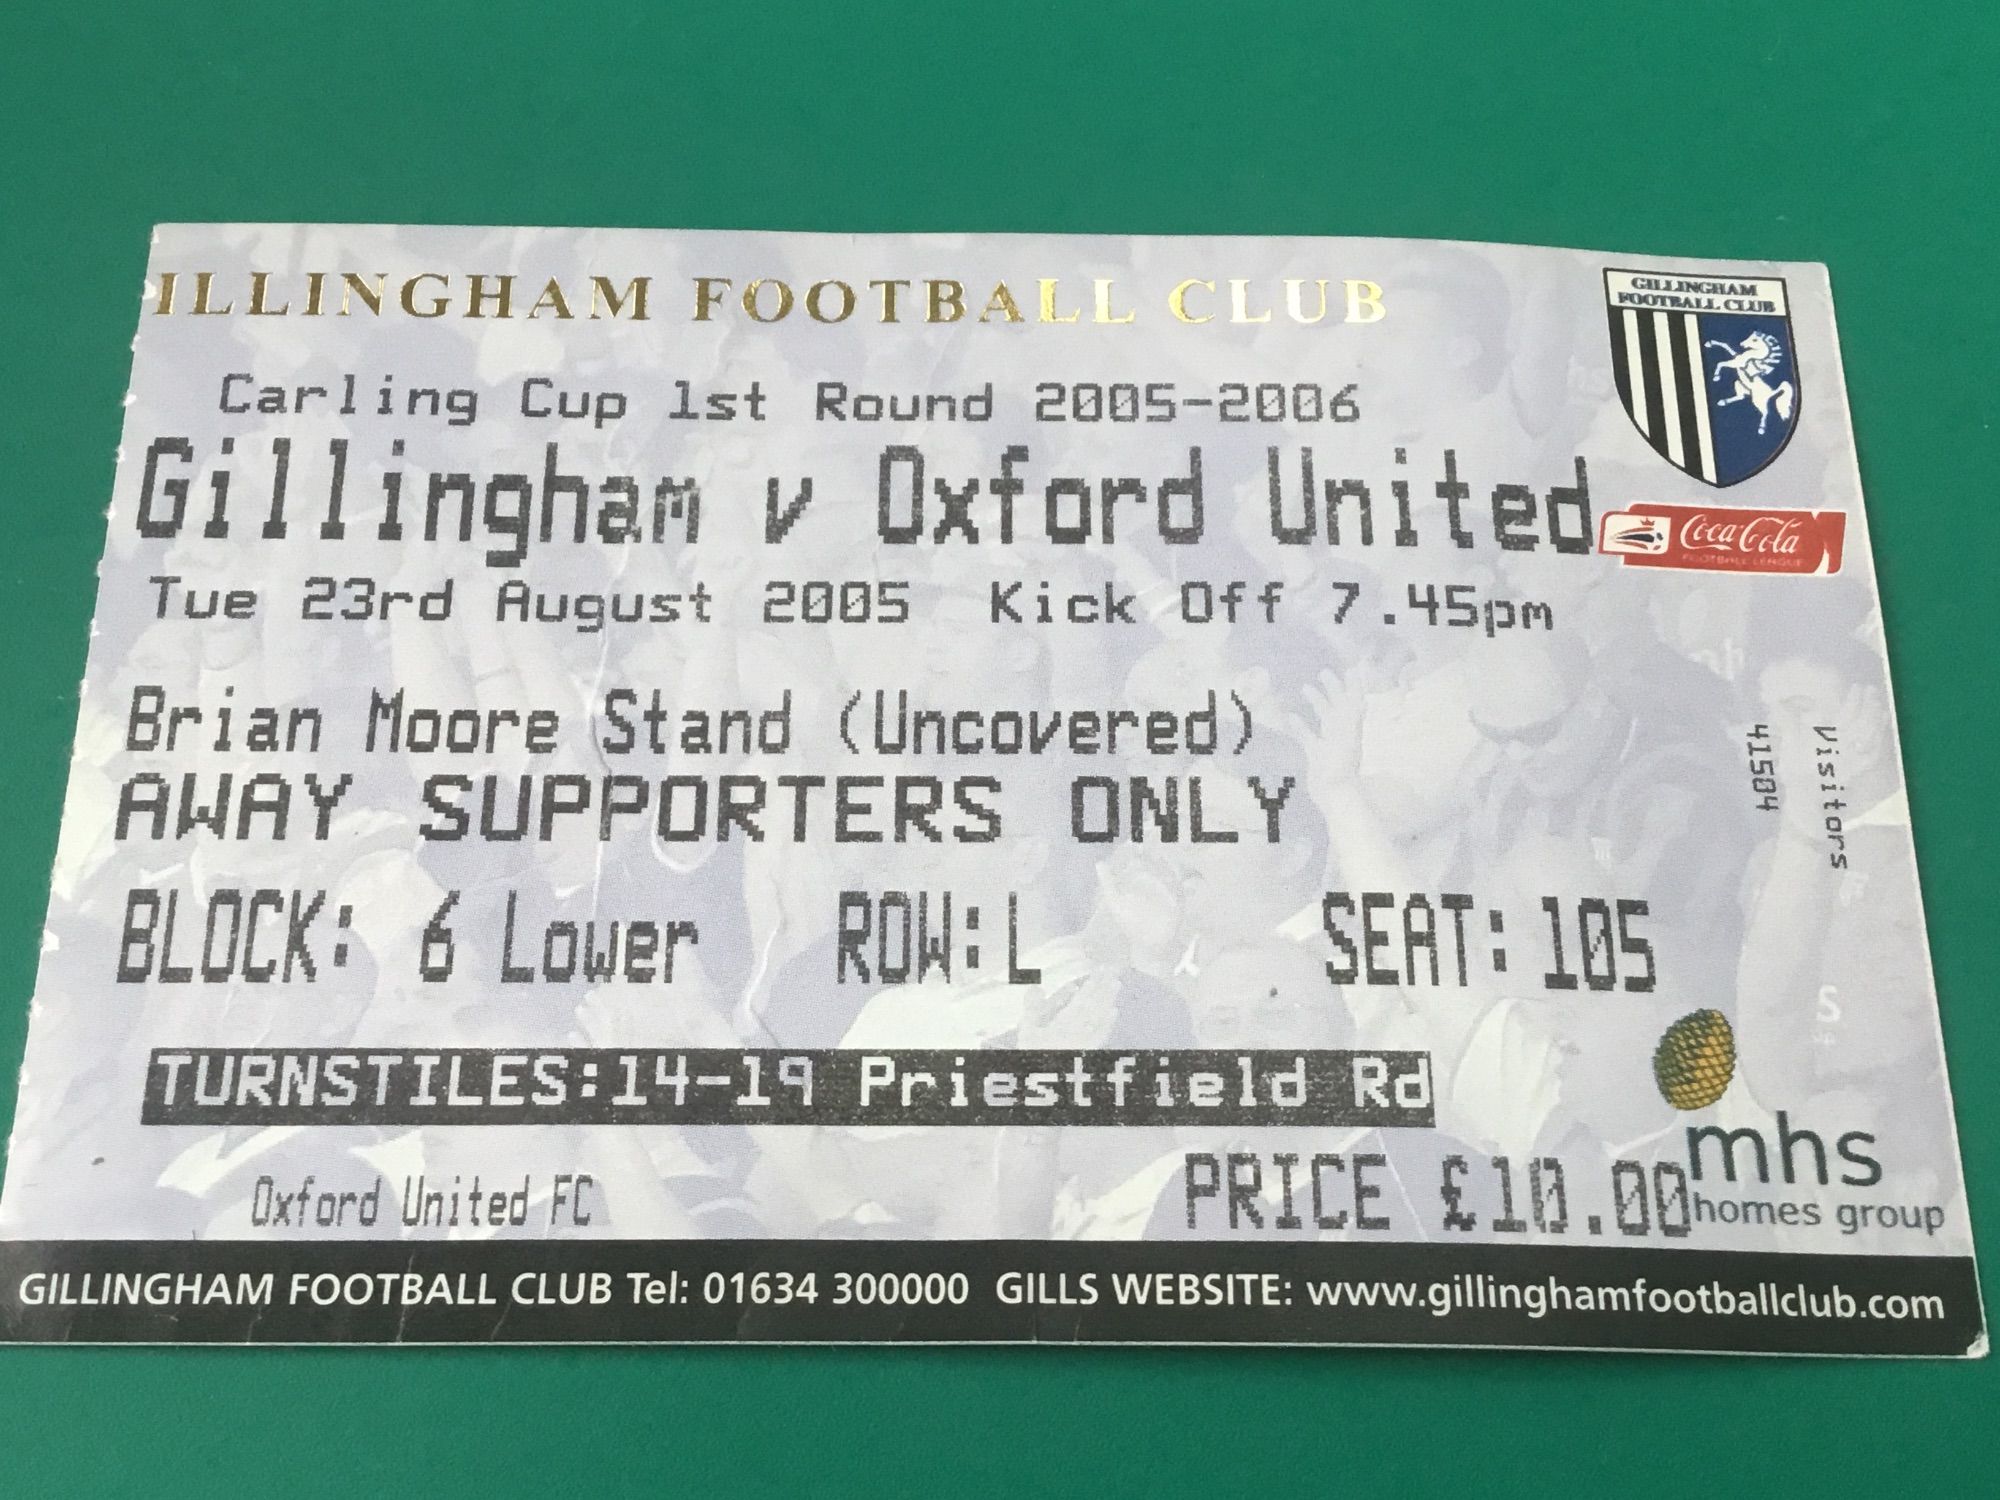 ILLINGHAM FOOTBALL CLUB
GILLINGHAM
FOOTBALL CLUB
Carling Cup 1st Round 2005-2006
Gillingham v Oxford United
Coca-Cola
FOOTBALL LEAGUE
Tue 23rd August 2005 Kick Off 7.45pm
Brian Moore Stand (Uncovered)
AWAY SUPPORTERS ONLY
Visitors
41504
BLOCK: 6 Lower ROW:L SEAT: 105
TURNSTILES:14-19 Priestfield Rd
mhs
homes group
Oxford United FC PRICE £10.00
GILLINGHAM FOOTBALL CLUB Tel: 01634 300000 GILLS WEBSITE: www.gillinghamfootballclub.com